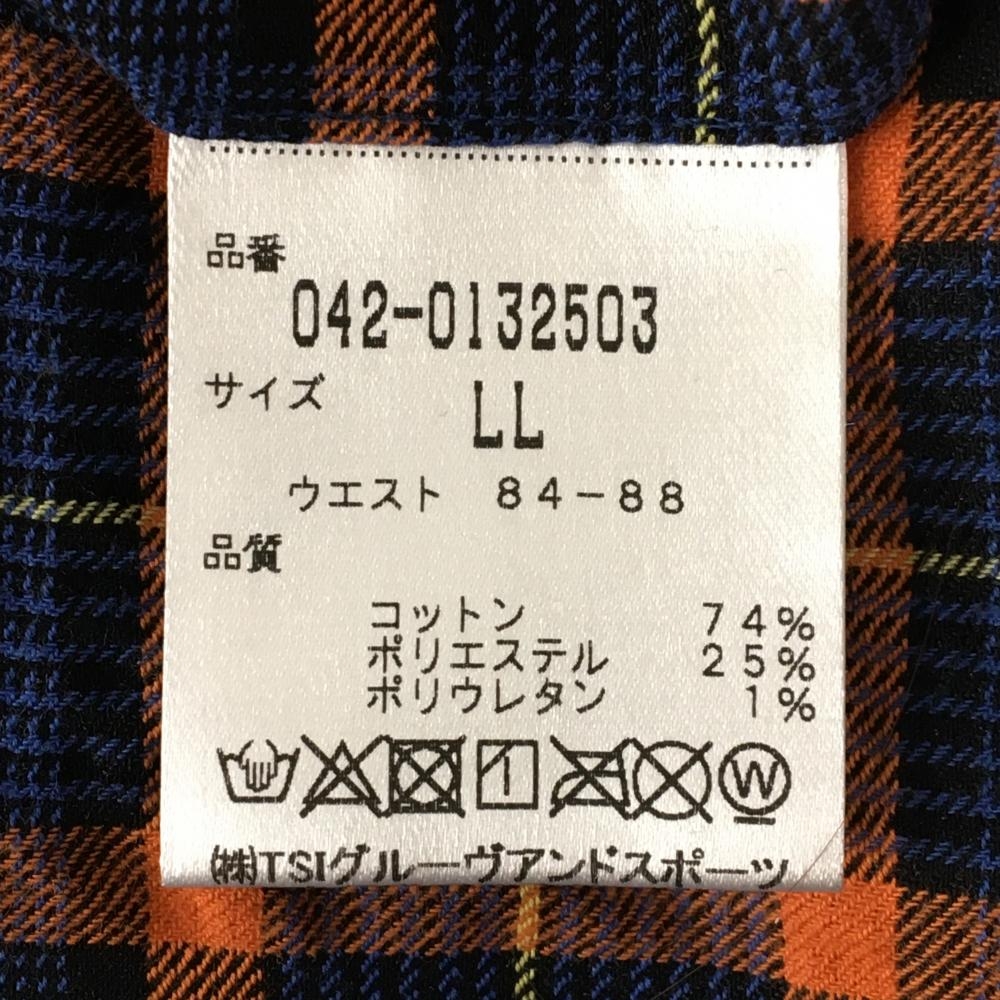 品番
042-0132503
サイズ LL
ウエスト 84-88
品質
コットン 74%
ポリエステル 25%
ポリウレタン 1%
W
㈱TSIグルーヴアンドスポーツ